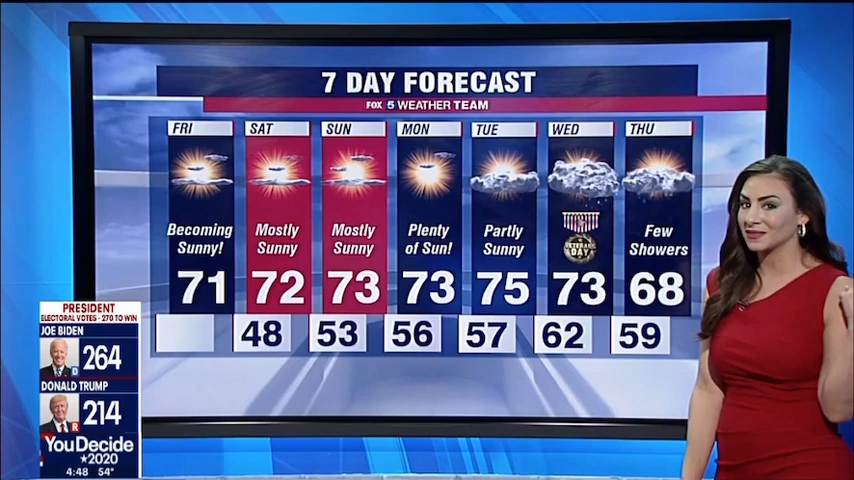 7 DAY FORECAST
FOX 5 WEATHER TEAM
FRI SAT SUN MON TUE WED THU
Becoming Sunny!
Mostly Sunny
Mostly Sunny
Plenty of Sun!
Partly Sunny
VETERANS DAY
Few Showers
71 72 73 73 75 73 68
48 53 56 57 62 59
PRESIDENT
ELECTORAL VOTES - 270 TO WIN
JOE BIDEN
D 264
DONALD TRUMP
R 214
YouDecide
★2020
4:48 54°